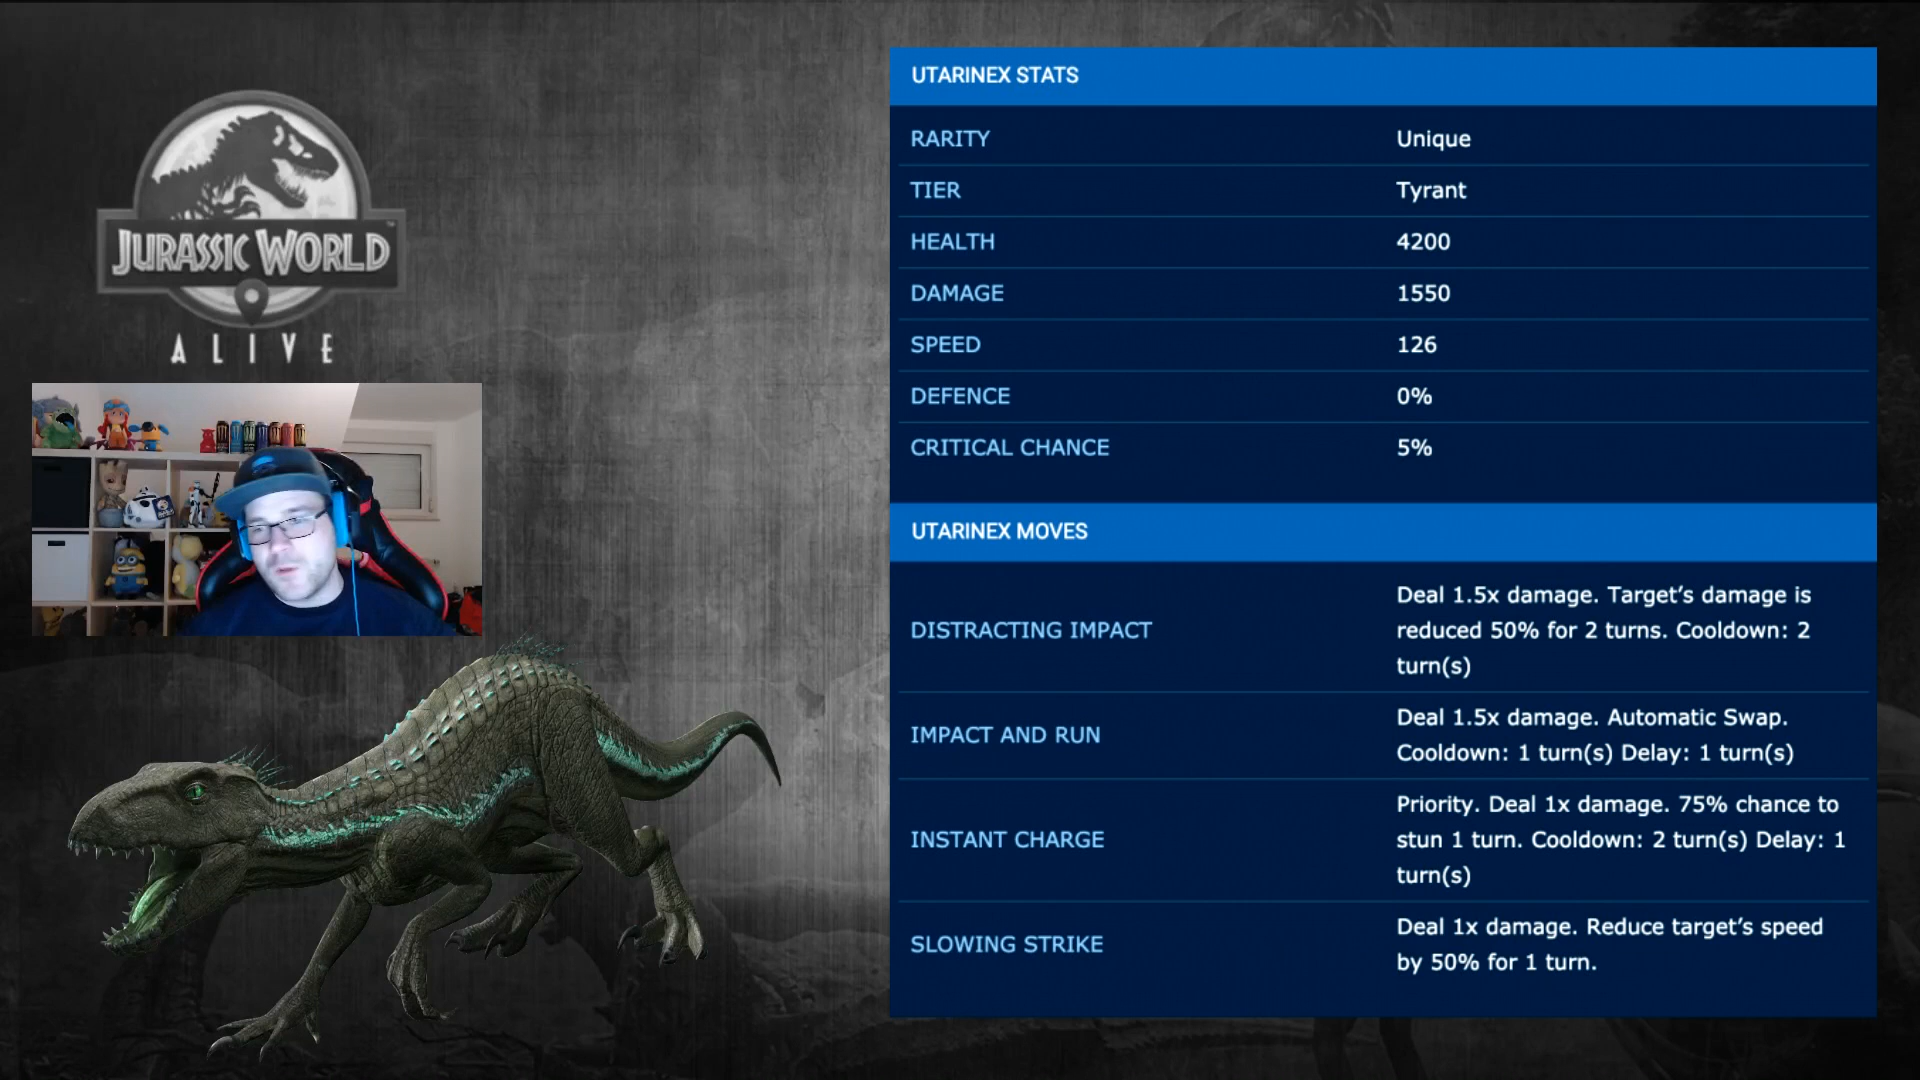 JURASSIC WORLD
™
ALIVE
UTARINEX STATS
RARITY Unique
TIER Tyrant
HEALTH 4200
DAMAGE 1550
SPEED 126
DEFENCE 0%
CRITICAL CHANCE 5%
UTARINEX MOVES
DISTRACTING IMPACT
Deal 1.5x damage. Target’s damage is
reduced 50% for 2 turns. Cooldown: 2
turn(s)
IMPACT AND RUN
Deal 1.5x damage. Automatic Swap.
Cooldown: 1 turn(s) Delay: 1 turn(s)
INSTANT CHARGE
Priority. Deal 1x damage. 75% chance to
stun 1 turn. Cooldown: 2 turn(s) Delay: 1
turn(s)
SLOWING STRIKE
Deal 1x damage. Reduce target’s speed
by 50% for 1 turn.